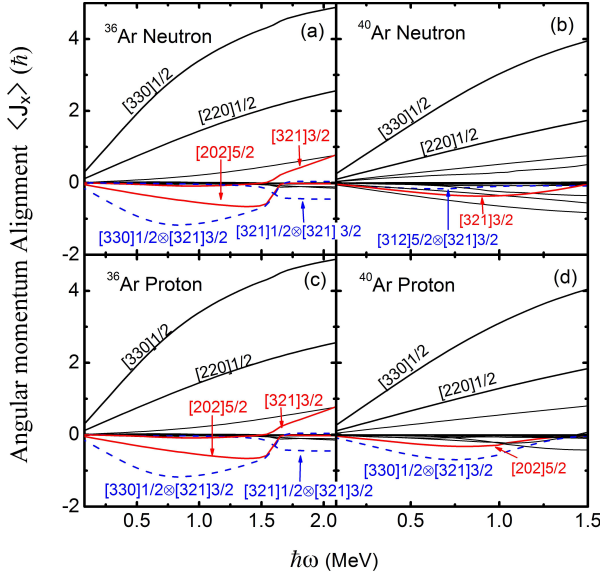 Angular momentum Alignment ⟨J_x⟩ (ħ)
³⁶Ar Neutron
(a)
4
[330]1/2
2
[220]1/2
[321]3/2
[202]5/2
0
[330]1/2⊗[321]3/2
[321]1/2⊗[321] 3/2
-2
⁴⁰Ar Neutron
(b)
[330]1/2
[220]1/2
[321]3/2
[312]5/2⊗[321]3/2
³⁶Ar Proton
(c)
4
[330]1/2
2
[220]1/2
[202]5/2
[321]3/2
0
[330]1/2⊗[321]3/2
[321]1/2⊗[321]3/2
-2
0.5 1.0 1.5 2.0
⁴⁰Ar Proton
(d)
[330]1/2
[220]1/2
[330]1/2⊗[321]3/2
[202]5/2
0.5 1.0 1.5
ħω (MeV)